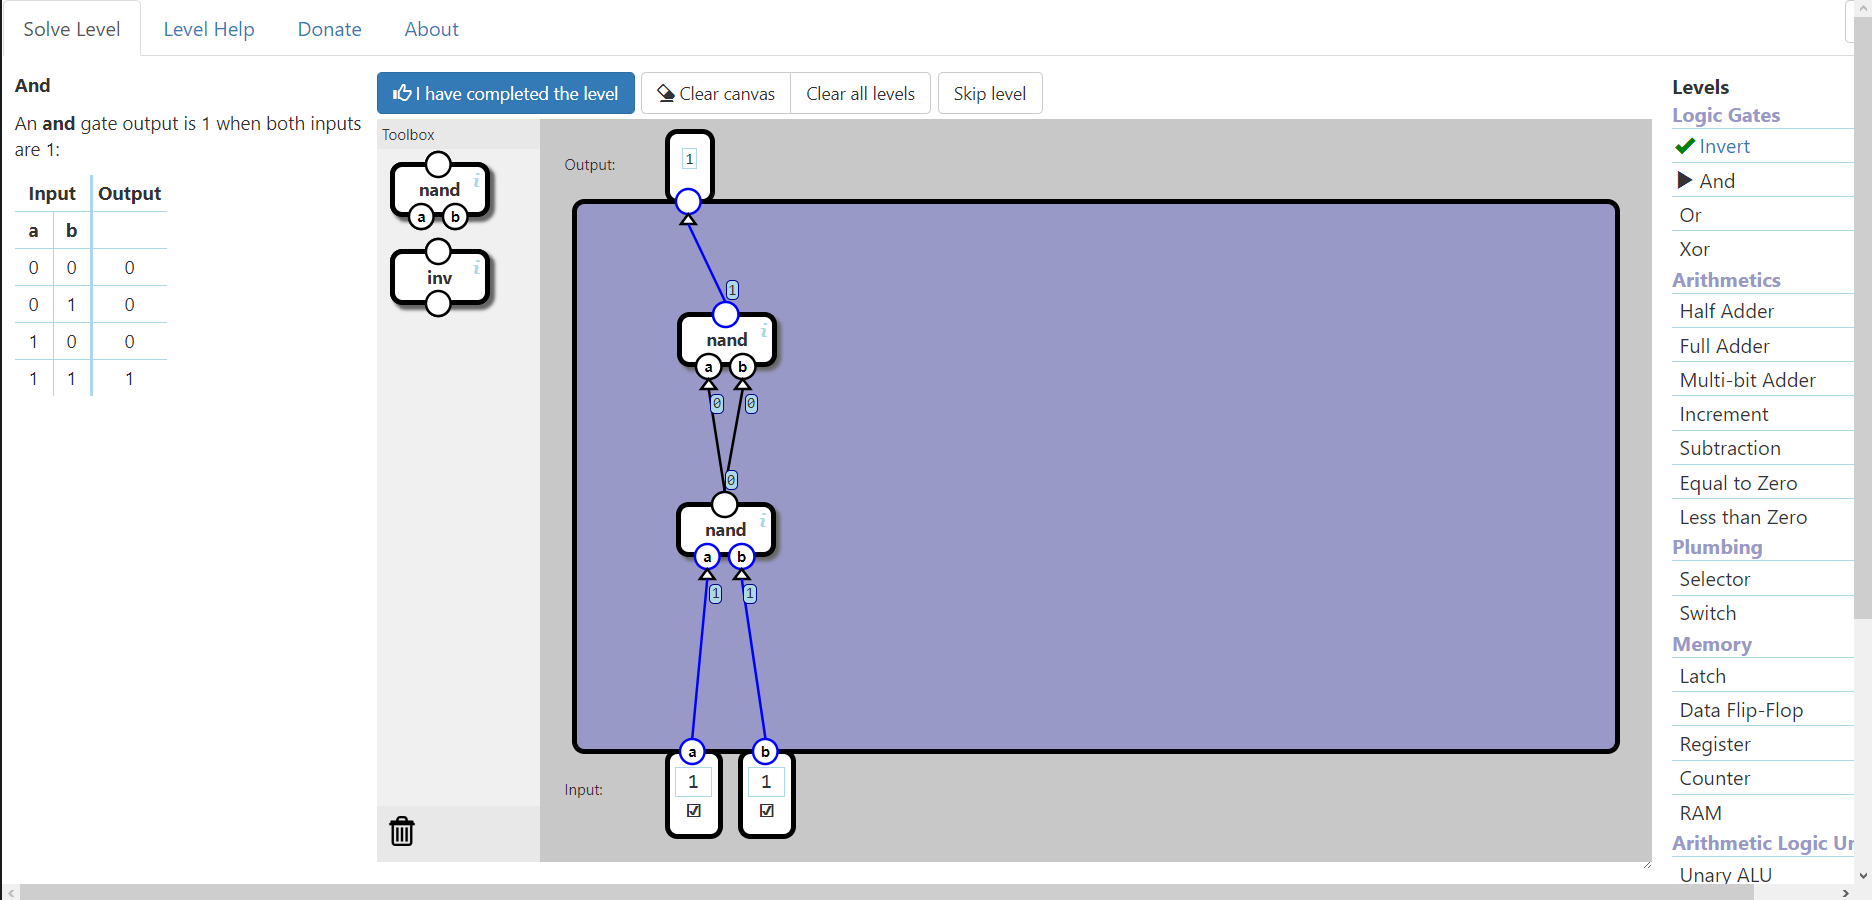 Solve Level Level Help Donate About
And
An and gate output is 1 when both inputs
are 1:
Input Output
a b
0 0 0
0 1 0
1 0 0
1 1 1
I have completed the level Clear canvas Clear all levels Skip level
Toolbox
nand i
a b
inv i
Output:
1
1
nand i
a b
0 0
0
nand i
a b
1 1
a b
Input:
1 1
Levels
Logic Gates
Invert
And
Or
Xor
Arithmetics
Half Adder
Full Adder
Multi-bit Adder
Increment
Subtraction
Equal to Zero
Less than Zero
Plumbing
Selector
Switch
Memory
Latch
Data Flip-Flop
Register
Counter
RAM
Arithmetic Logic Un
Unary ALU